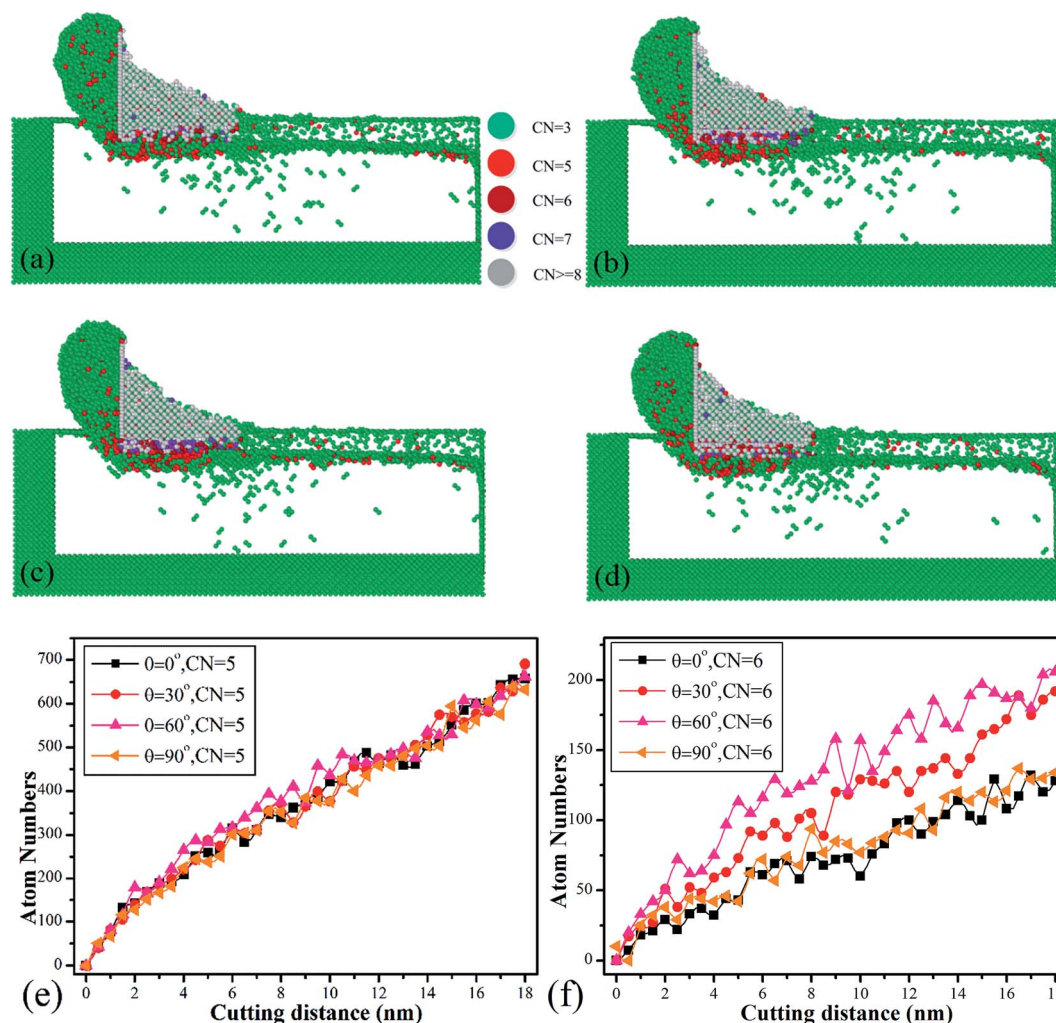 (a)
CN=3
CN=5
CN=6
CN=7
CN>=8
(b)
(c)
(d)
θ=0°,CN=5
θ=30°,CN=5
θ=60°,CN=5
θ=90°,CN=5
Atom Numbers
700
600
500
400
300
200
100
0
0 2 4 6 8 10 12 14 16 18
Cutting distance (nm)
(e)
θ=0°,CN=6
θ=30°,CN=6
θ=60°,CN=6
θ=90°,CN=6
Atom Numbers
200
150
100
50
0
0 2 4 6 8 10 12 14 16 18
Cutting distance (nm)
(f)